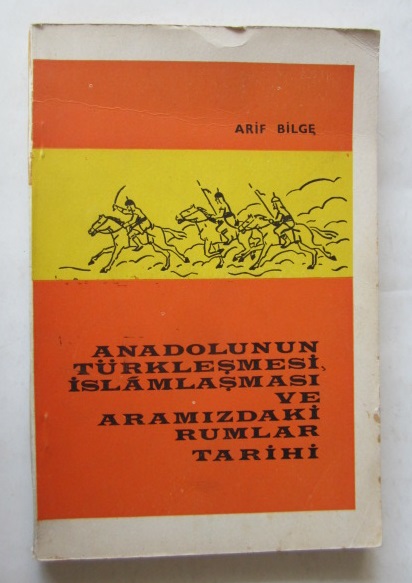 ARİF BİLGE
ANADOLUNUN
TÜRKLEŞMESİ,
İSLÂMLAŞMASI
VE
ARAMIZDAKİ
RUMLAR
TARİHİ